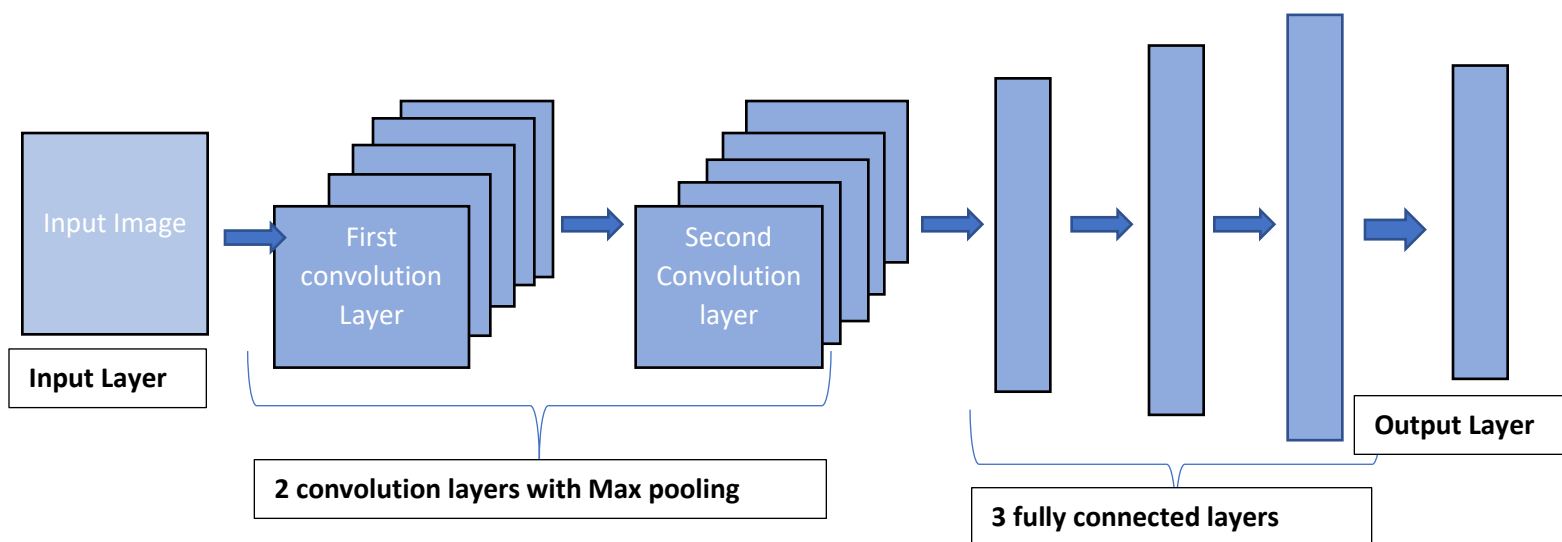 Input Image
First
convolution
Layer
Second
Convolution
layer
Input Layer
Output Layer
2 convolution layers with Max pooling
3 fully connected layers